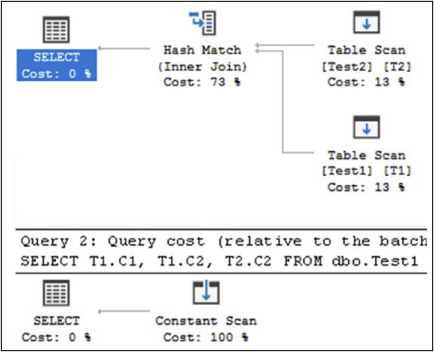 SELECT
Cost: 0 %
Hash Match
(Inner Join)
Cost: 73 %
Table Scan
[Test2] [T2]
Cost: 13 %
Table Scan
[Test1] [T1]
Cost: 13 %
Query 2: Query cost (relative to the batch
SELECT T1.C1, T1.C2, T2.C2 FROM dbo.Test1
SELECT
Cost: 0 %
Constant Scan
Cost: 100 %